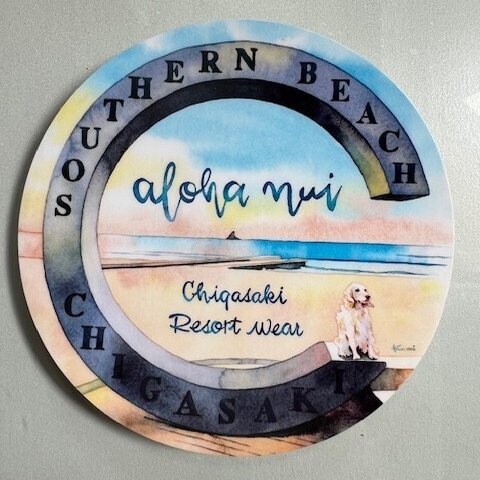 SOUTHERN BEACH
aloha nui
Chigasaki
Resort wear
CHIGASAKI